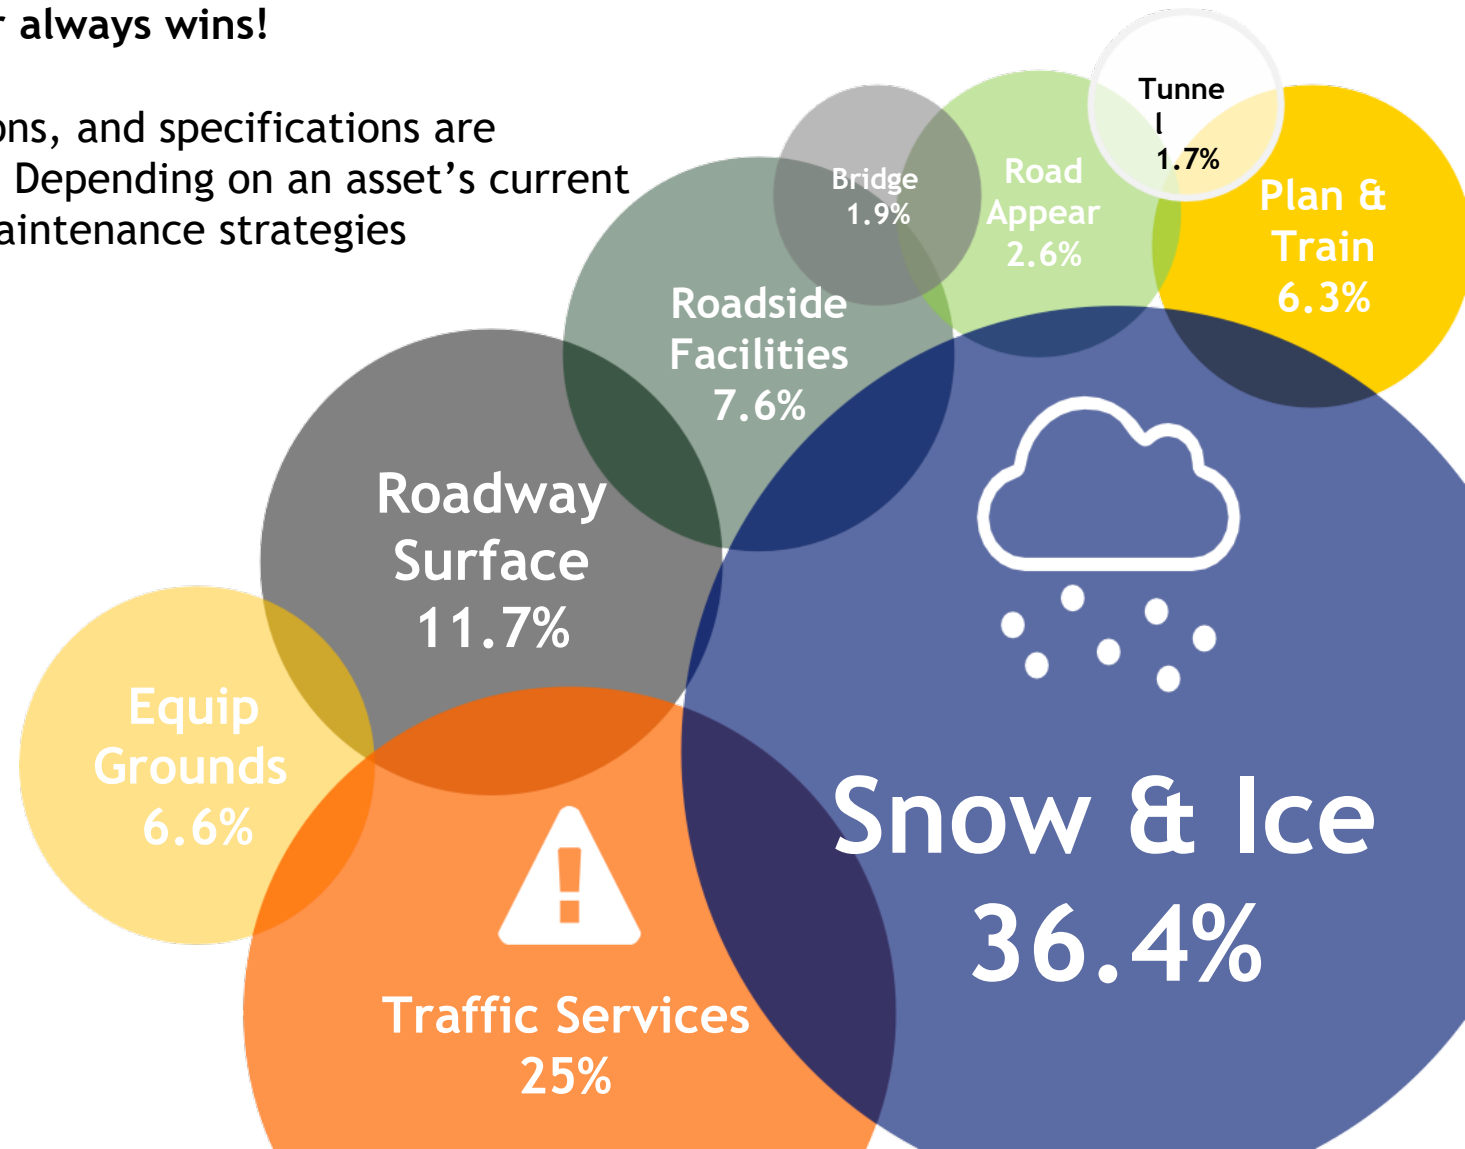 always wins!
ons, and specifications are
Depending on an asset’s current
aintenance strategies
Tunne
l
1.7%
Bridge
1.9%
Road
Appear
2.6%
Plan &
Train
6.3%
Roadside
Facilities
7.6%
Roadway
Surface
11.7%
Equip
Grounds
6.6%
Snow & Ice
36.4%
Traffic Services
25%